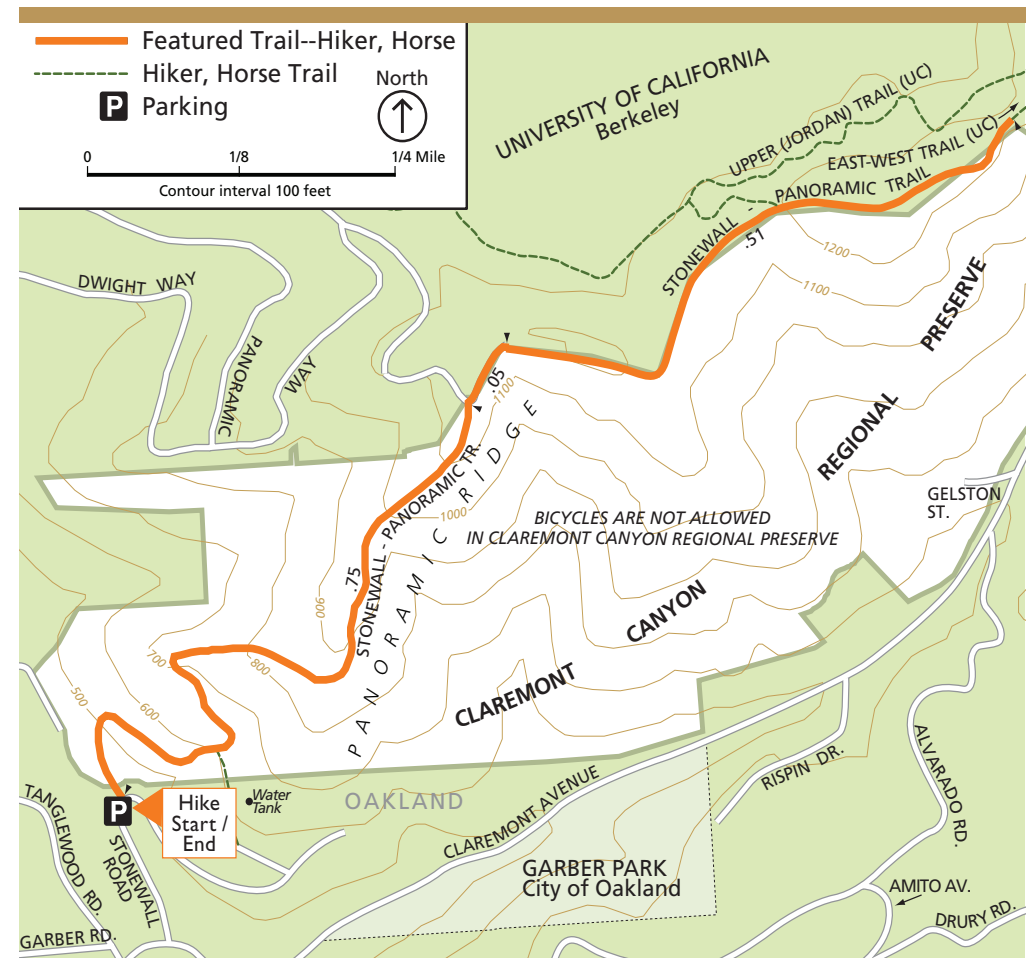 Featured Trail--Hiker, Horse
Hiker, Horse Trail
P Parking
North
0 1/8 1/4 Mile
Contour interval 100 feet
UNIVERSITY OF CALIFORNIA
Berkeley
UPPER (JORDAN) TRAIL (UC)
EAST-WEST TRAIL (UC)
STONEWALL - PANORAMIC TRAIL
.51
1200
1100
DWIGHT WAY
PANORAMIC
WAY
.05
1100
STONEWALL - PANORAMIC TR.
.75
1000
PANORAMIC RIDGE
BICYCLES ARE NOT ALLOWED
IN CLAREMONT CANYON REGIONAL PRESERVE
CLAREMONT
CANYON
REGIONAL
PRESERVE
GELSTON
ST.
900
800
700
600
500
P
Hike
Start /
End
Water
Tank
OAKLAND
TANGLEWOOD RD.
STONEWALL
ROAD
GARBER RD.
CLAREMONT AVENUE
RISPIN DR.
ALVARADO RD.
GARBER PARK
City of Oakland
AMITO AV.
DRURY RD.